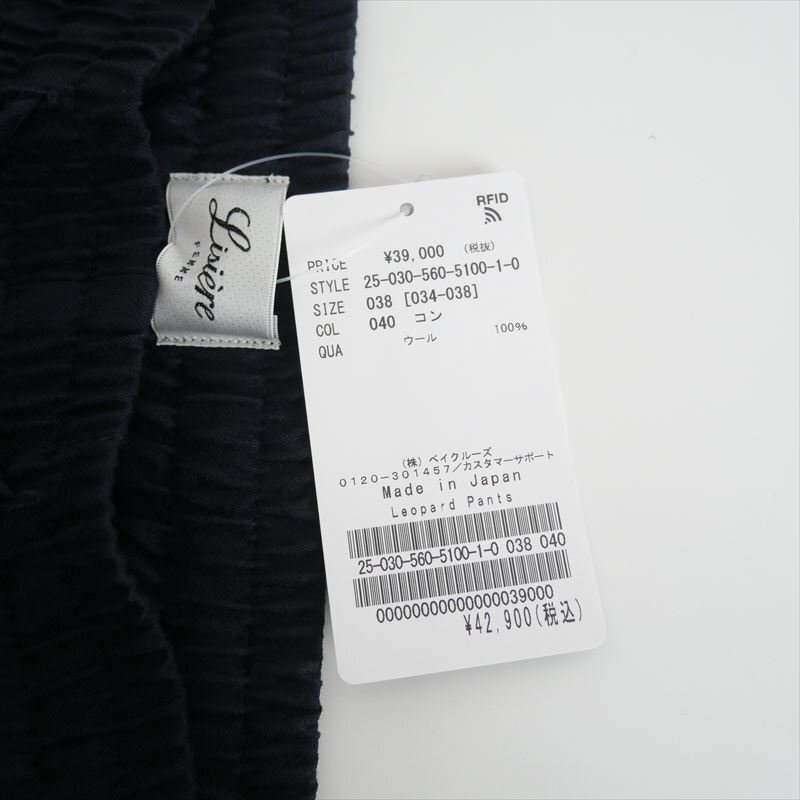 Lisière
FEMME
RFID
PRICE ¥39,000 (税抜)
STYLE 25-030-560-5100-1-0
SIZE 038 [034-038]
COL 040 コン
QUA ウール 100%
(株) ベイクルーズ
0120-301457/カスタマーサポート
Made in Japan
Leopard Pants
25-030-560-5100-1-0 038 040
00000000000000039000
¥42,900(税込)